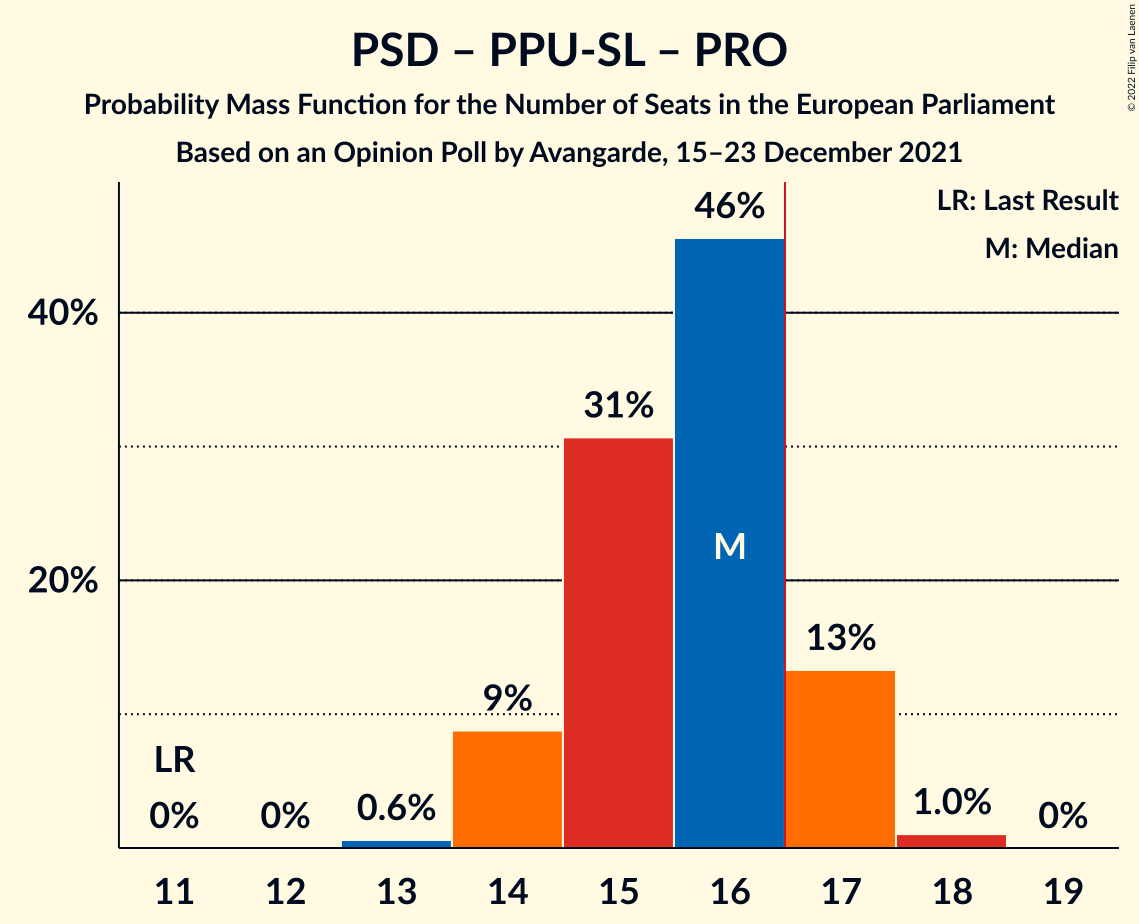 PSD – PPU-SL – PRO
Probability Mass Function for the Number of Seats in the European Parliament
Based on an Opinion Poll by Avangarde, 15–23 December 2021
© 2022 Filip van Laenen
LR: Last Result
M: Median
46%
40%
31%
M
20%
13%
9%
LR
0%
0%
0.6%
1.0%
0%
11 12 13 14 15 16 17 18 19